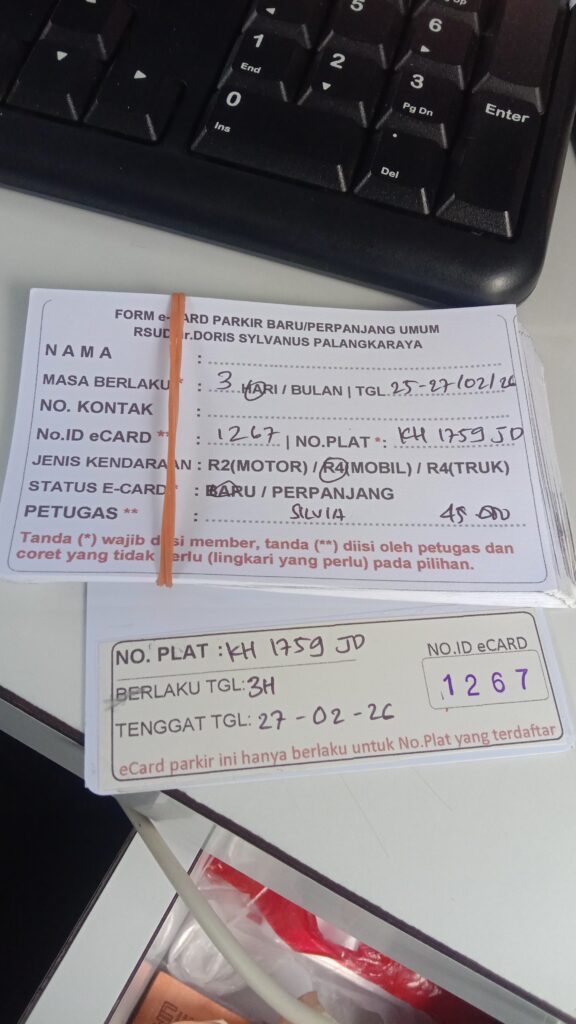 5
6
1
End
2
3
Pg Dn
Enter
0
Ins
.
Del
FORM e-CARD PARKIR BARU/PERPANJANG UMUM
RSUD dr.DORIS SYLVANUS PALANGKARAYA
NAMA :
MASA BERLAKU * : 3 HARI / BULAN | TGL 25-27/02/26
NO. KONTAK :
No.ID eCARD ** : 1267 | NO.PLAT *: KH 1759 JD
JENIS KENDARAAN : R2(MOTOR) / R4(MOBIL) / R4(TRUK)
STATUS E-CARD * : BARU / PERPANJANG
PETUGAS ** : SILVIA 45.000
Tanda (*) wajib diisi member, tanda (**) diisi oleh petugas dan
coret yang tidak perlu (lingkari yang perlu) pada pilihan.
NO. PLAT : KH 1759 JD
NO.ID eCARD
BERLAKU TGL: 3H
1267
TENGGAT TGL: 27-02-26
eCard parkir ini hanya berlaku untuk No.Plat yang terdaftar